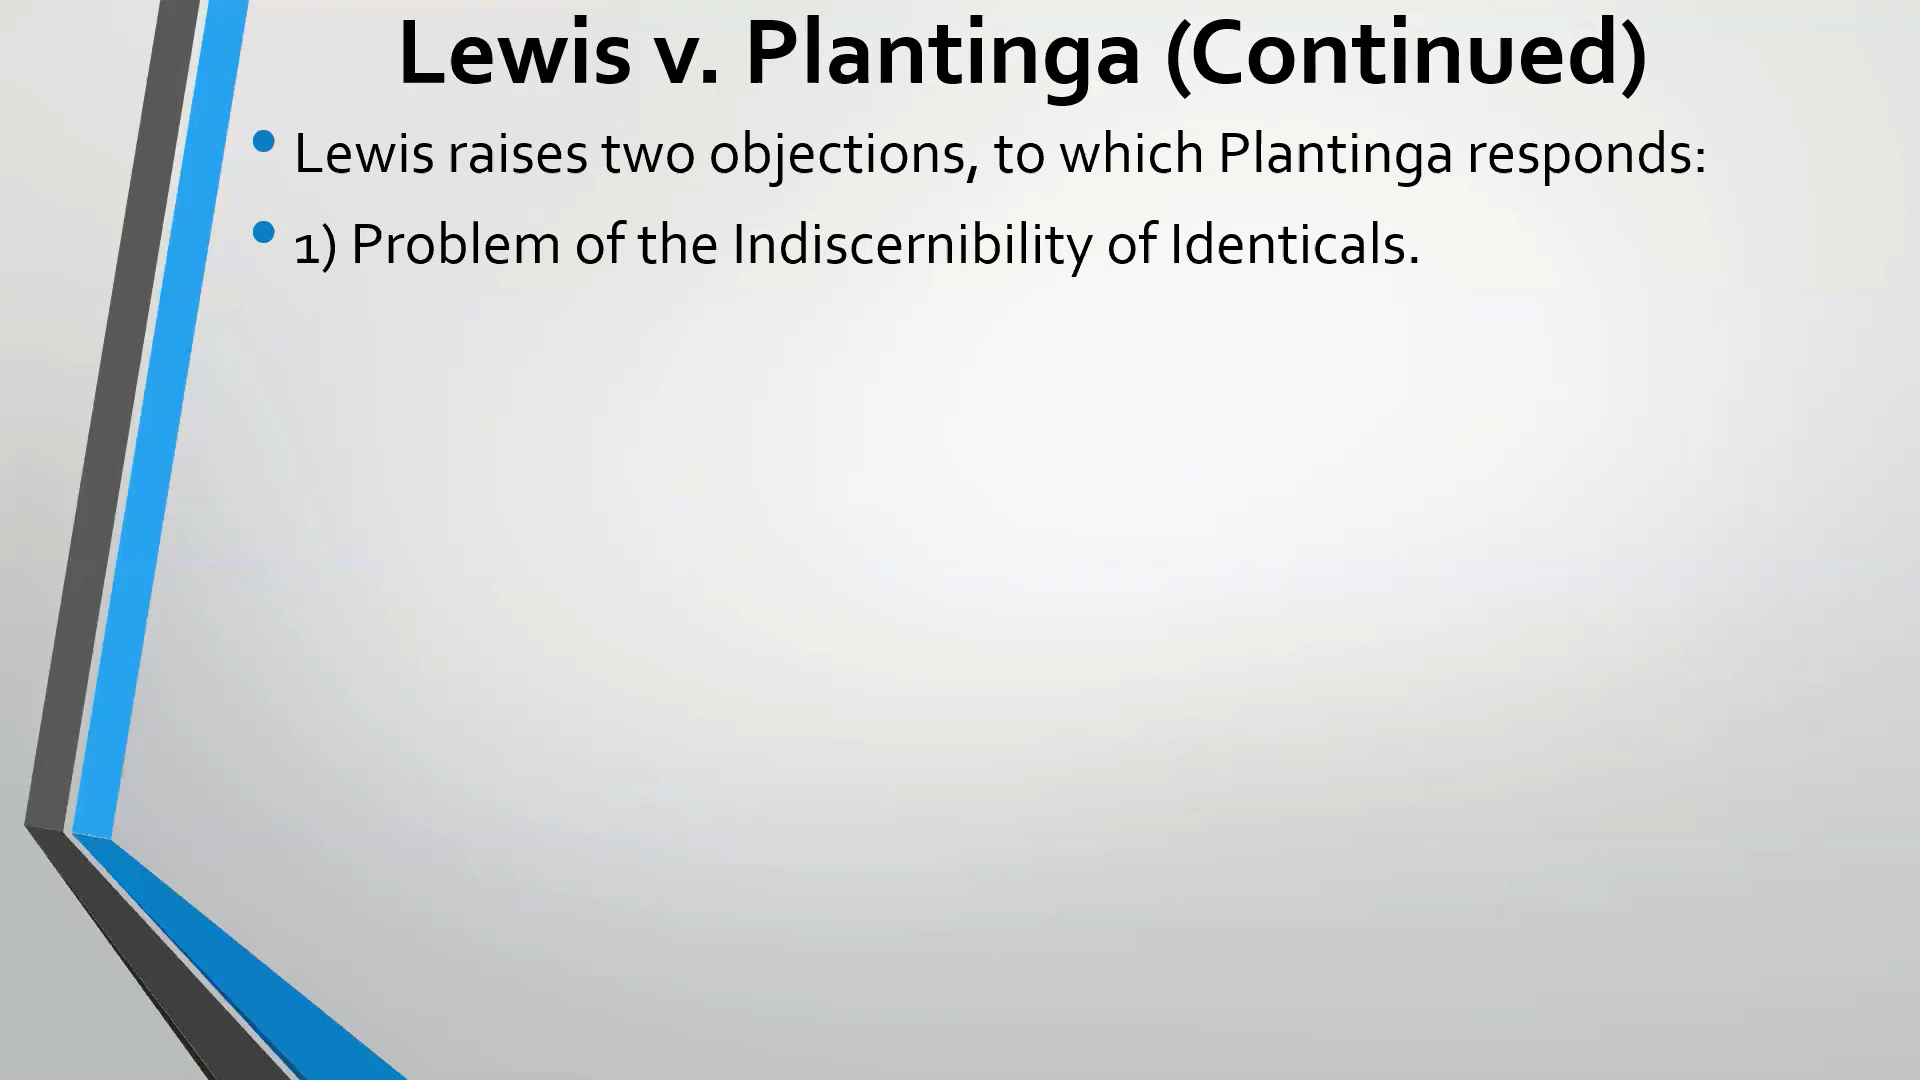 Lewis v. Plantinga (Continued)
• Lewis raises two objections, to which Plantinga responds:
• 1) Problem of the Indiscernibility of Identicals.